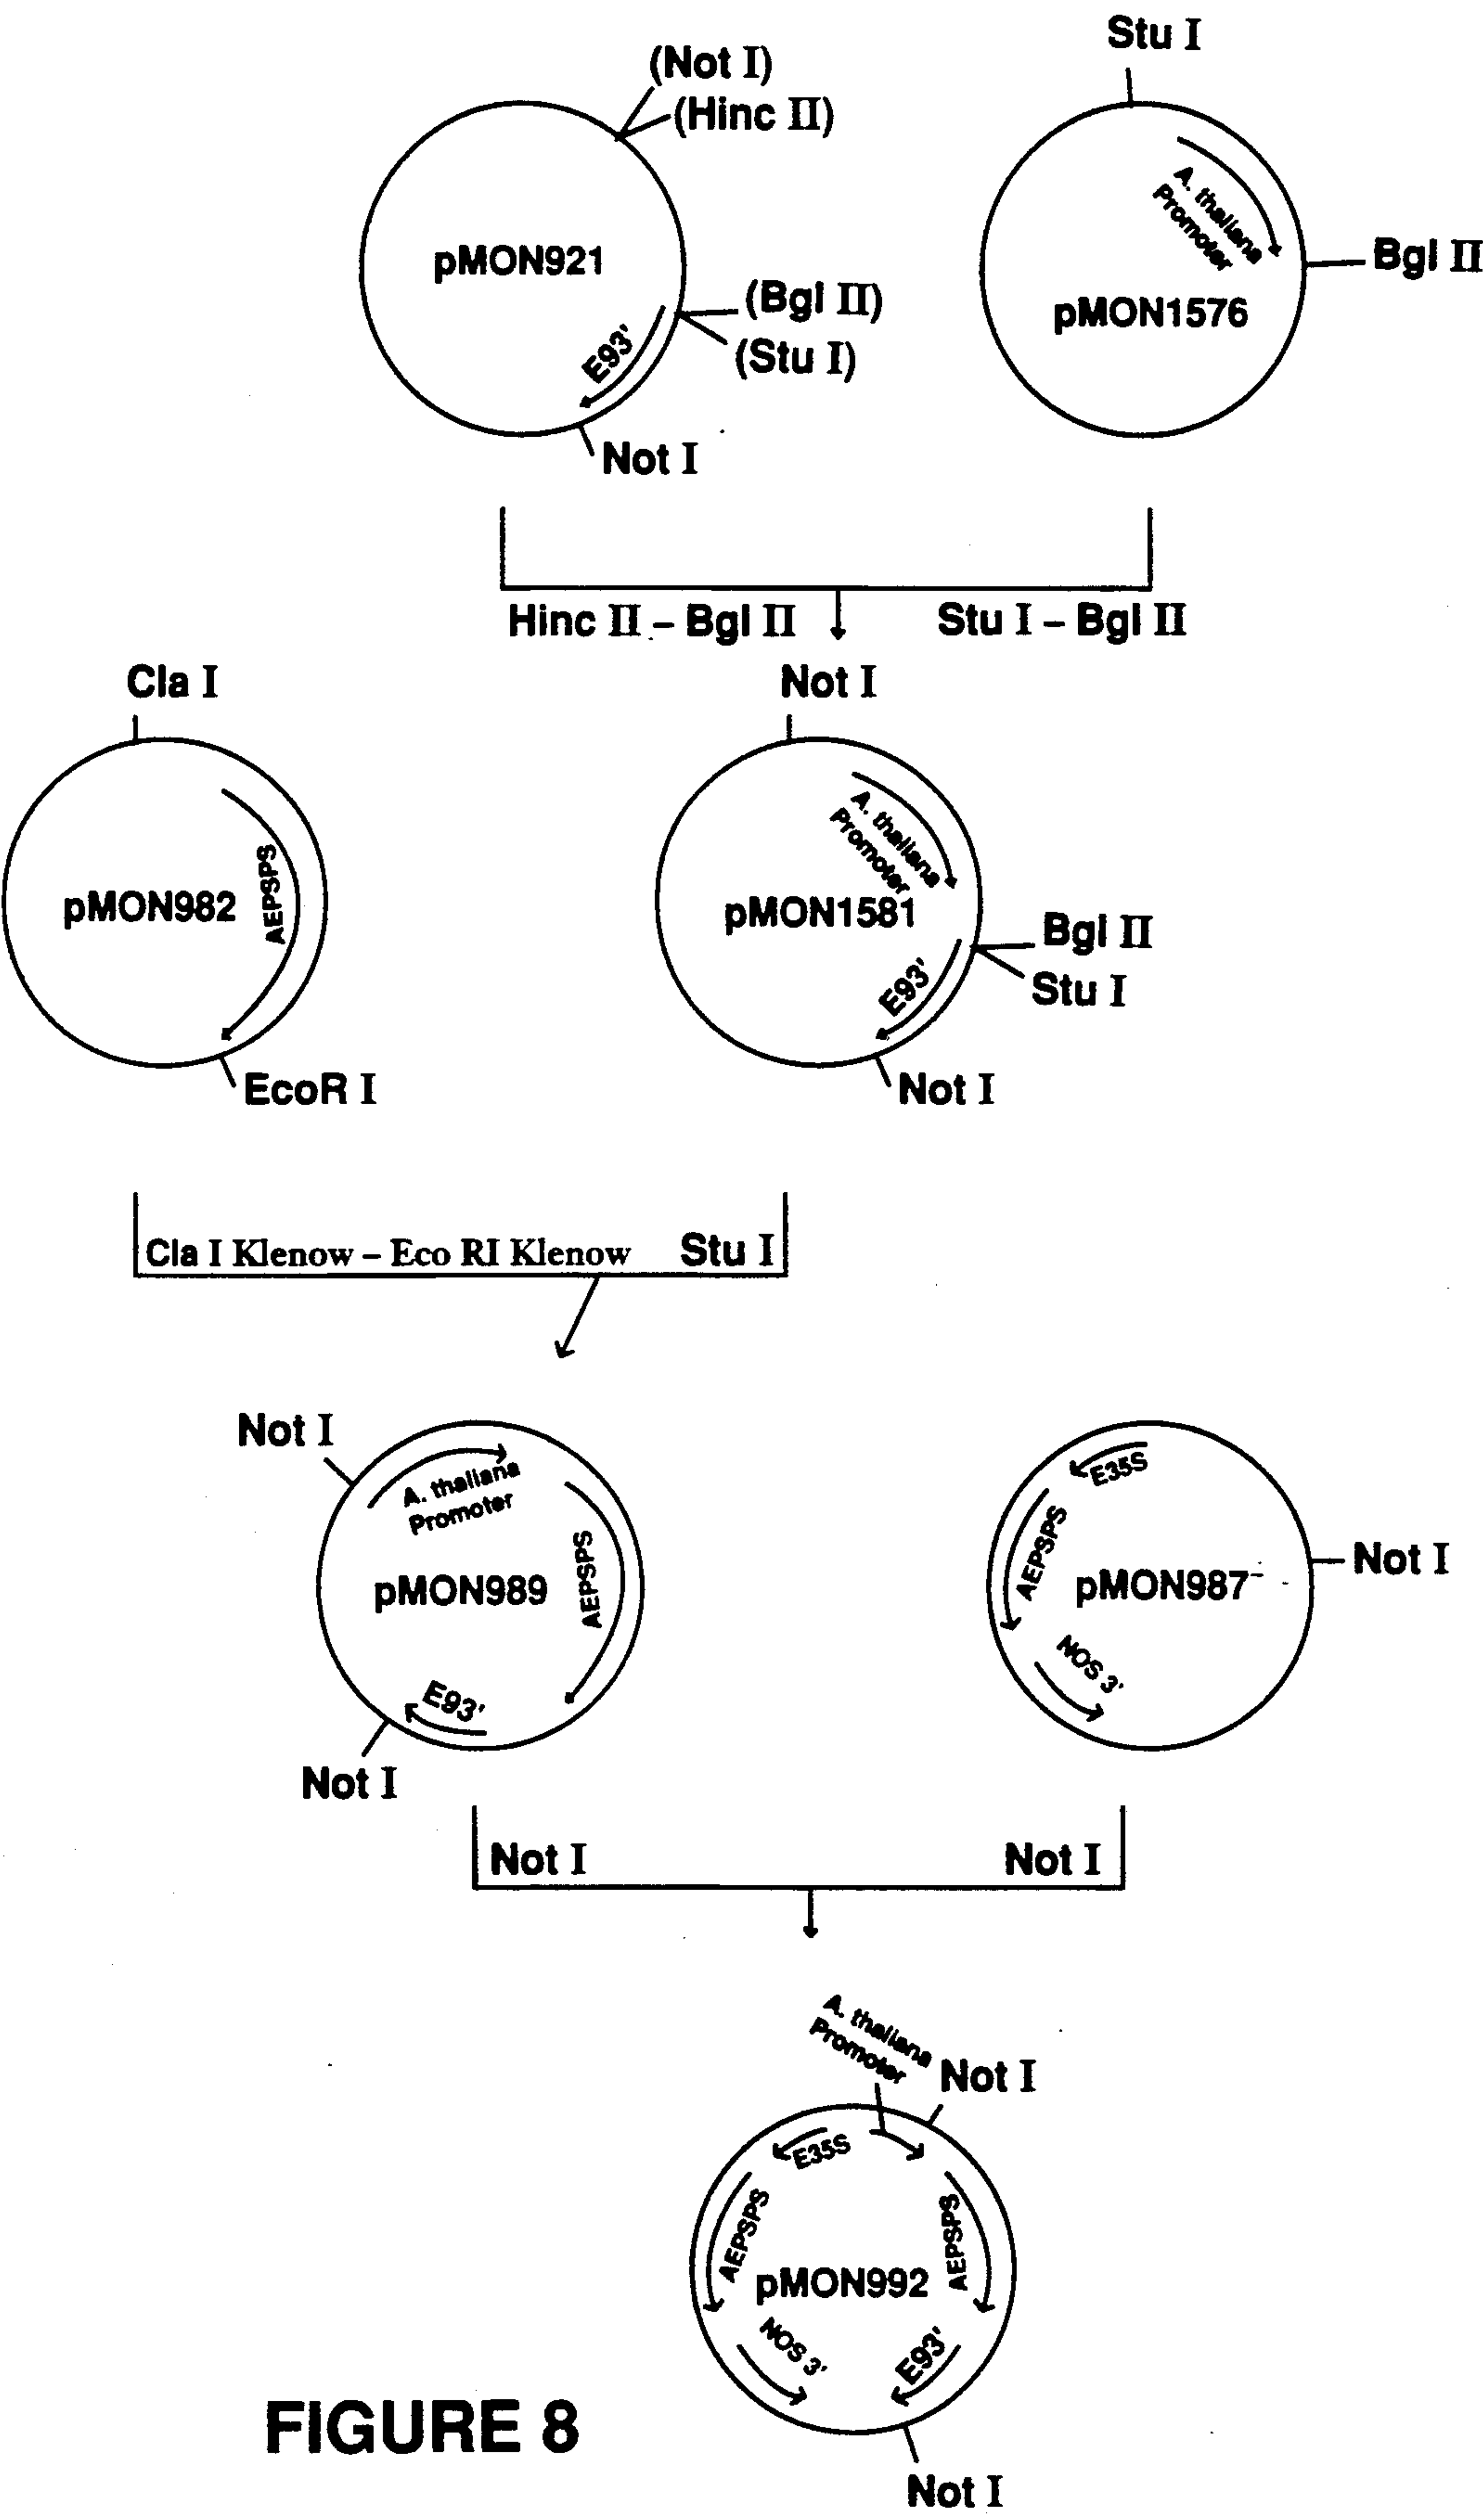 Stu I
(Not I)
(Hinc II)
A. thaliana
Promoter
pMON921
Bgl II
(Bgl II)
pMON1576
E93'
(Stu I)
Not I
Hinc II – Bgl II
Stu I – Bgl II
Cla I
Not I
A. thaliana
Promoter
AEPSPS
pMON982
pMON1581
Bgl II
E93'
Stu I
EcoR I
Not I
Cla I Klenow – Eco RI Klenow
Stu I
Not I
A. thaliana
Promoter
E35S
AEPSPS
AEPSPS
Not I
pMON989
pMON987
E93'
NOS 3'
Not I
Not I
Not I
A. thaliana
Promoter
Not I
E35S
AEPSPS
AEPSPS
pMON992
NOS 3'
E93'
FIGURE 8
Not I